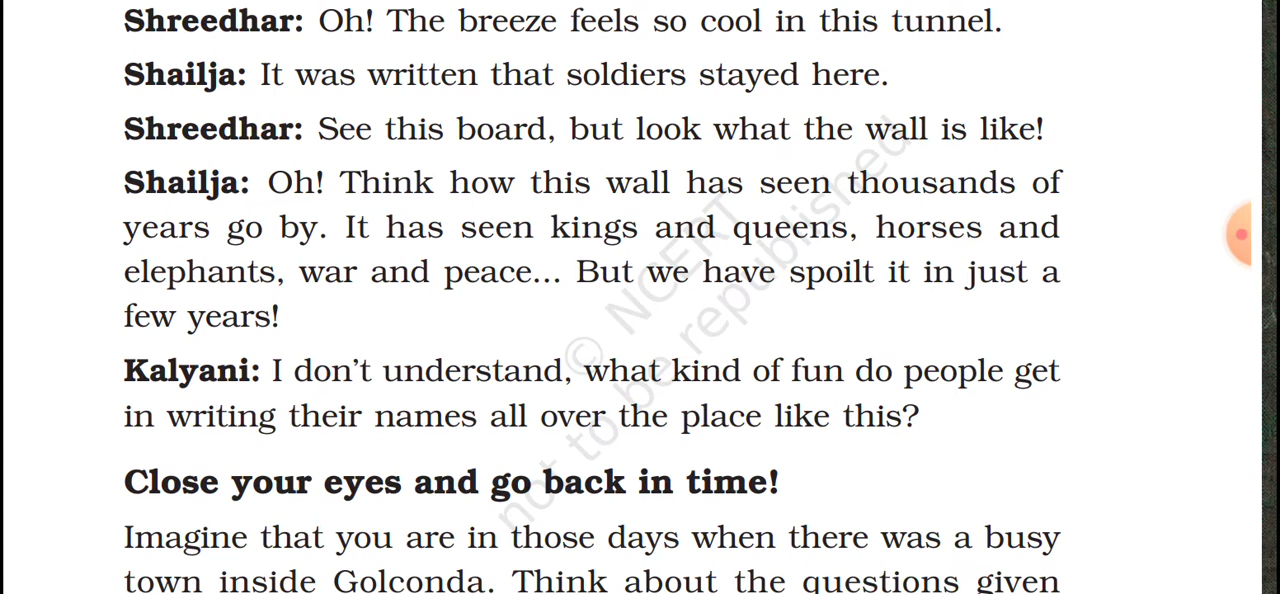 Shreedhar: Oh! The breeze feels so cool in this tunnel.
Shailja: It was written that soldiers stayed here.
Shreedhar: See this board, but look what the wall is like!
Shailja: Oh! Think how this wall has seen thousands of
years go by. It has seen kings and queens, horses and
elephants, war and peace... But we have spoilt it in just a
few years!
Kalyani: I don't understand, what kind of fun do people get
in writing their names all over the place like this?
Close your eyes and go back in time!
Imagine that you are in those days when there was a busy
town inside Golconda. Think about the questions given
© NCERT
not to be republished